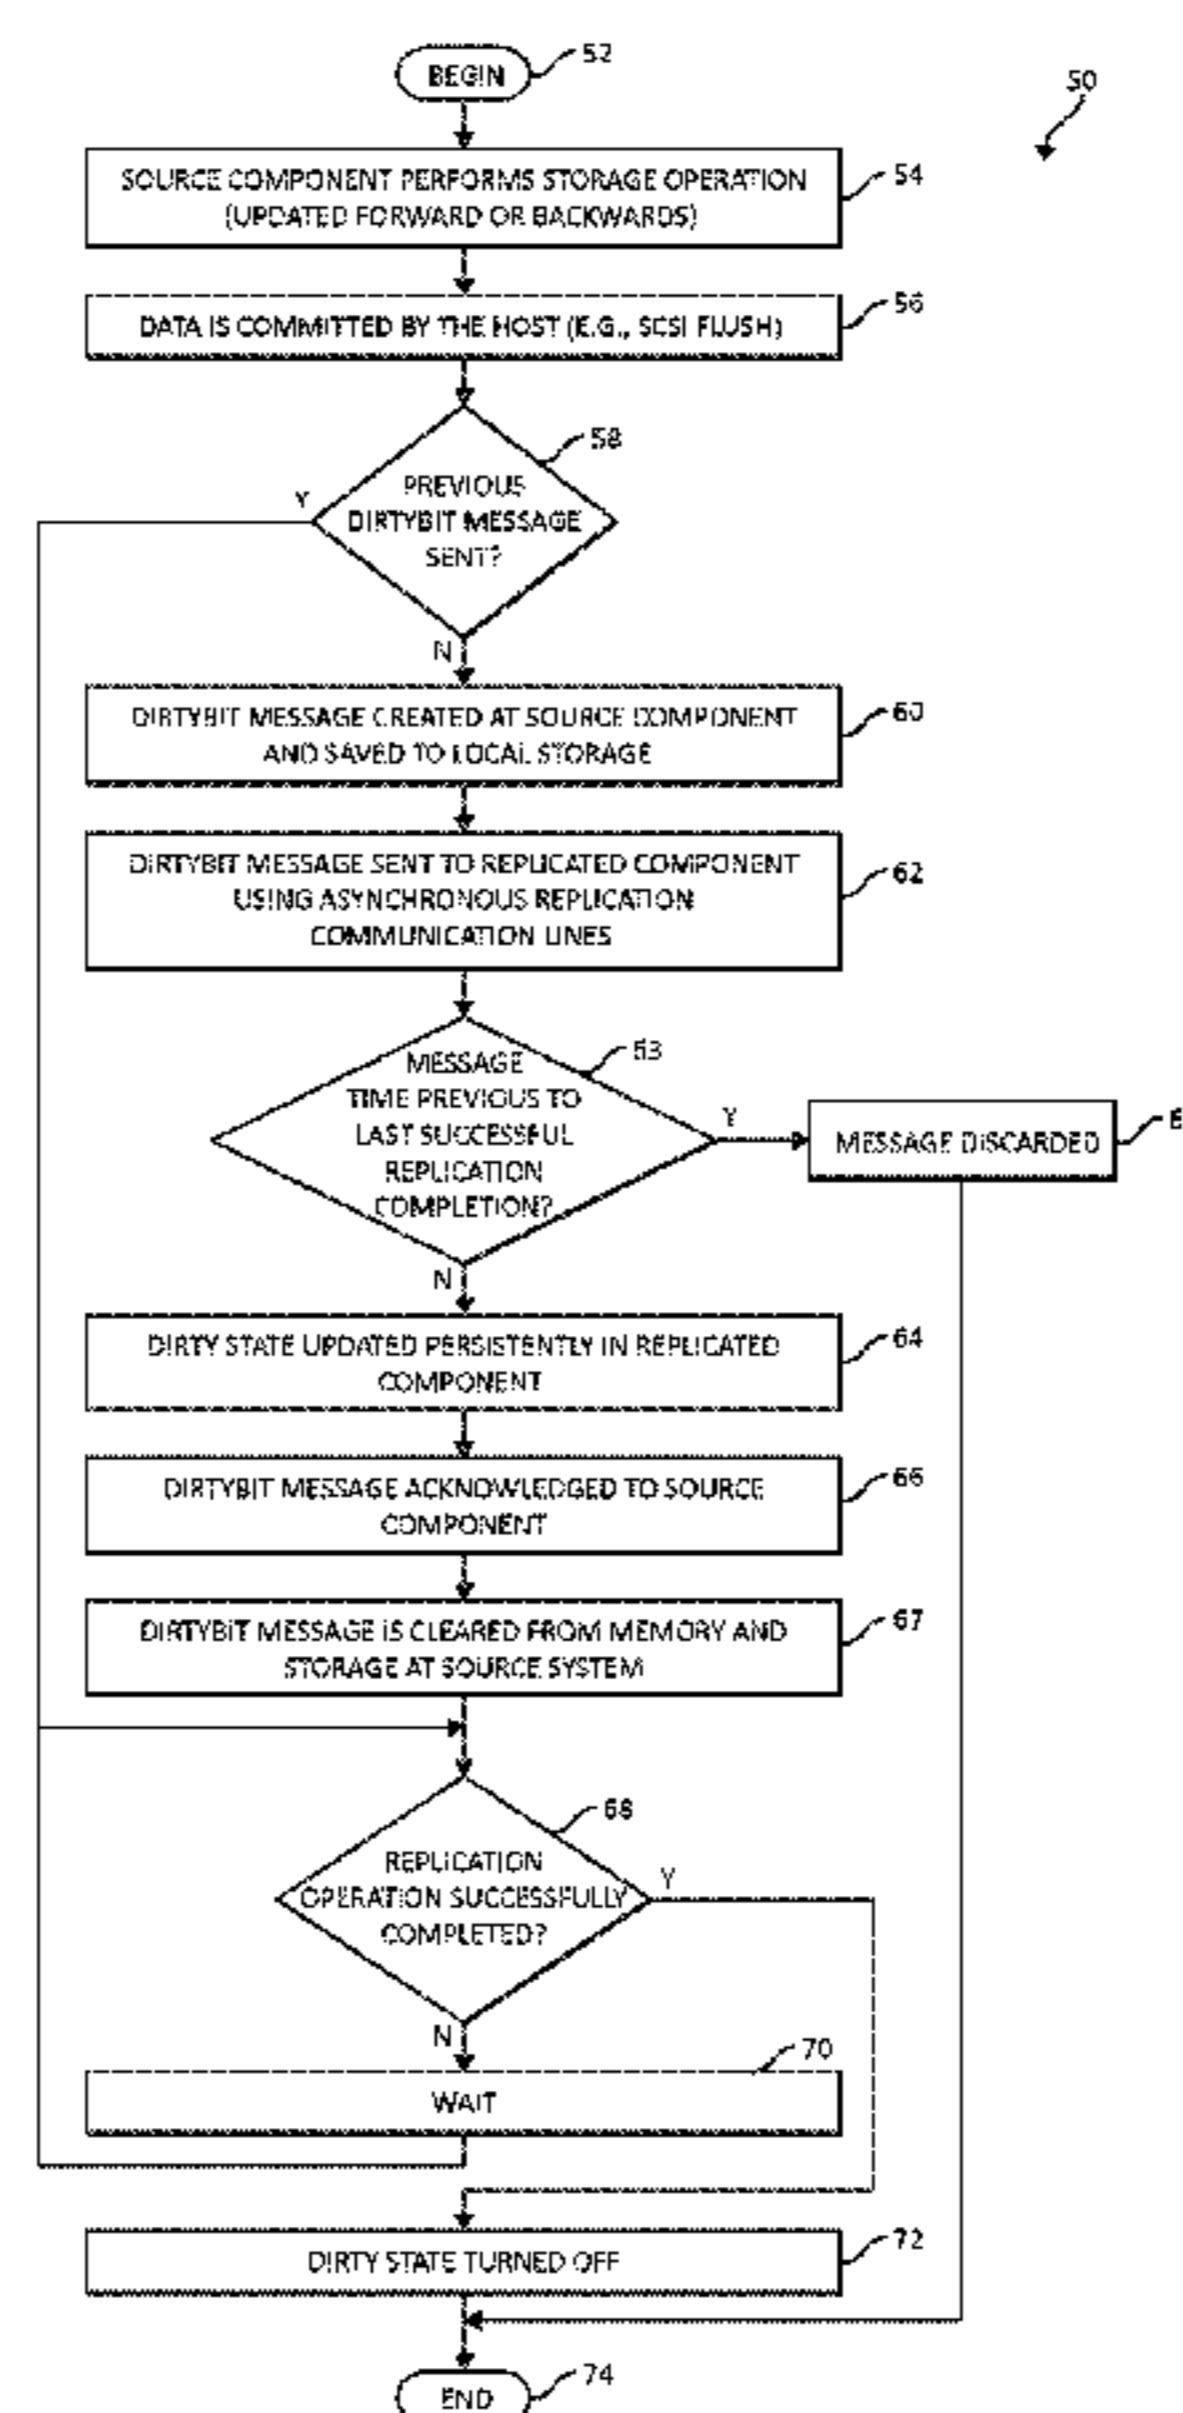 BEGIN
52
50
SOURCE COMPONENT PERFORMS STORAGE OPERATION
(UPDATED FORWARD OR BACKWARDS)
54
DATA IS COMMITTED BY THE HOST (E.G., SCSI FLUSH)
56
58
PREVIOUS
DIRTYBIT MESSAGE
SENT?
Y
N
DIRTYBIT MESSAGE CREATED AT SOURCE COMPONENT
AND SAVED TO LOCAL STORAGE
60
DIRTYBIT MESSAGE SENT TO REPLICATED COMPONENT
USING ASYNCHRONOUS REPLICATION
COMMUNICATION LINES
62
63
MESSAGE
TIME PREVIOUS TO
LAST SUCCESSFUL
REPLICATION
COMPLETION?
Y
MESSAGE DISCARDED
N
DIRTY STATE UPDATED PERSISTENTLY IN REPLICATED
COMPONENT
64
DIRTYBIT MESSAGE ACKNOWLEDGED TO SOURCE
COMPONENT
66
DIRTYBIT MESSAGE IS CLEARED FROM MEMORY AND
STORAGE AT SOURCE SYSTEM
67
68
REPLICATION
OPERATION SUCCESSFULLY
COMPLETED?
Y
N
70
WAIT
DIRTY STATE TURNED OFF
72
END
74